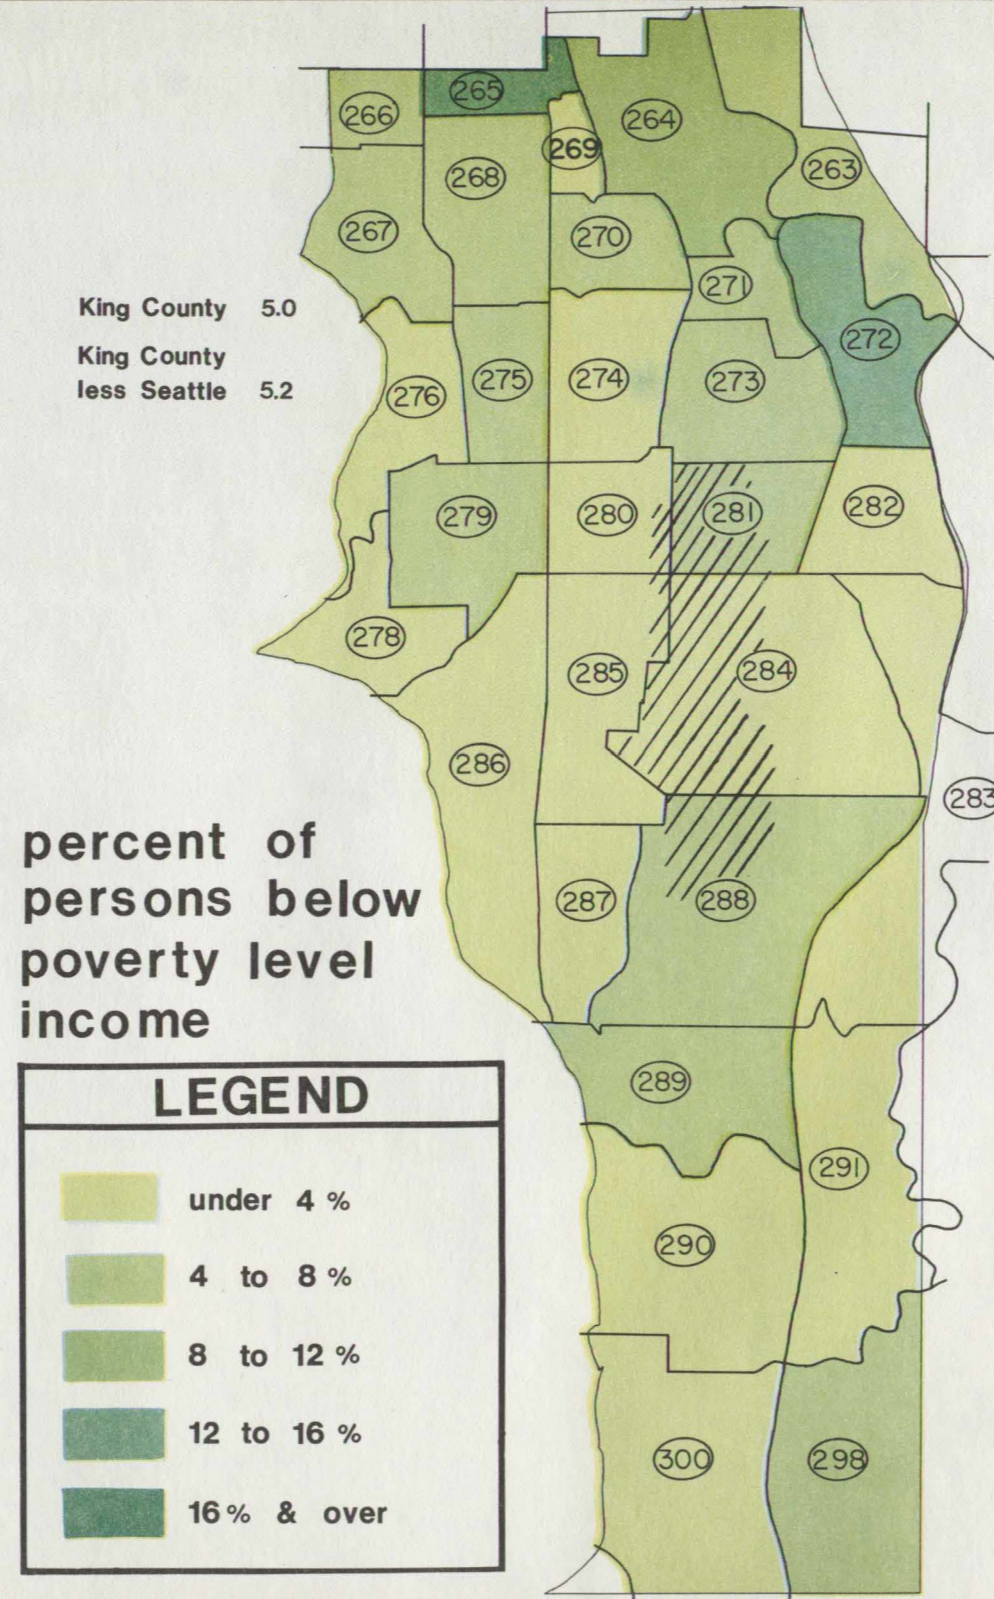 265
266
264
269
263
268
267
270
271
King County 5.0
King County
less Seattle 5.2
272
275
274
273
276
279
280
281
282
278
285
284
286
283
percent of
persons below
poverty level
income
287
288
289
291
290
300
298
LEGEND
under 4 %
4 to 8 %
8 to 12 %
12 to 16 %
16 % & over